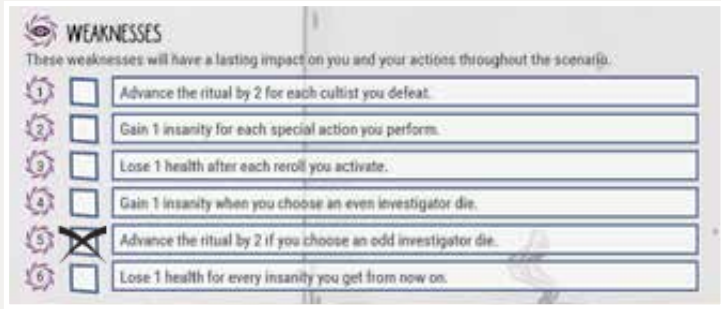 WEAKNESSES
These weaknesses will have a lasting impact on you and your actions throughout the scenario.
1 Advance the ritual by 2 for each cultist you defeat.
2 Gain 1 insanity for each special action you perform.
3 Lose 1 health after each reroll you activate.
4 Gain 1 insanity when you choose an even investigator die.
5 Advance the ritual by 2 if you choose an odd investigator die.
6 Lose 1 health for every insanity you get from now on.